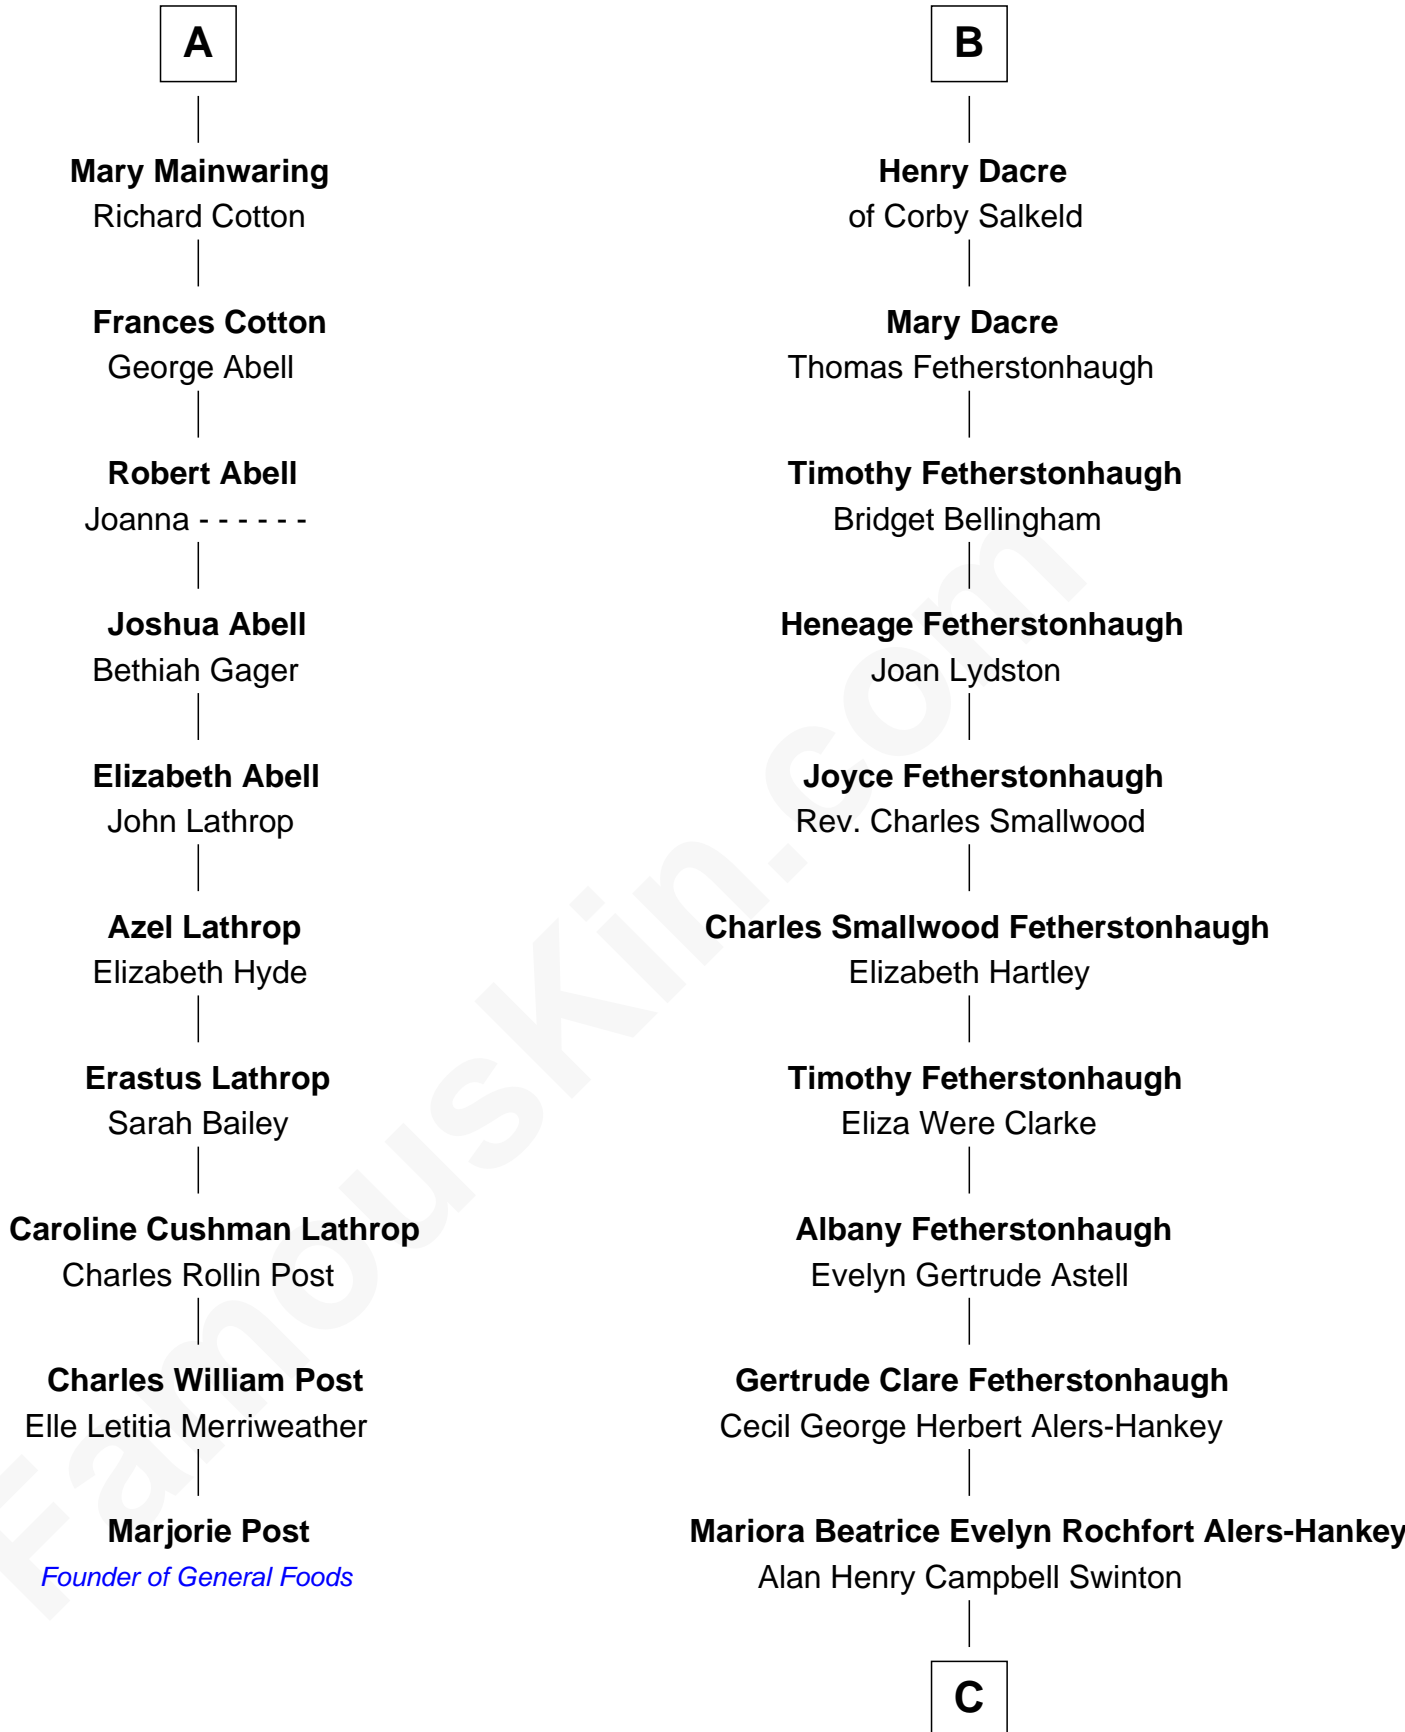 A
Mary Mainwaring
Richard Cotton
Frances Cotton
George Abell
Robert Abell
Joanna - - - - - -
Joshua Abell
Bethiah Gager
Elizabeth Abell
John Lathrop
Azel Lathrop
Elizabeth Hyde
Erastus Lathrop
Sarah Bailey
Caroline Cushman Lathrop
Charles Rollin Post
Charles William Post
Elle Letitia Merriweather
Marjorie Post
Founder of General Foods
B
Henry Dacre
of Corby Salkeld
Mary Dacre
Thomas Fetherstonhaugh
Timothy Fetherstonhaugh
Bridget Bellingham
Heneage Fetherstonhaugh
Joan Lydston
Joyce Fetherstonhaugh
Rev. Charles Smallwood
Charles Smallwood Fetherstonhaugh
Elizabeth Hartley
Timothy Fetherstonhaugh
Eliza Were Clarke
Albany Fetherstonhaugh
Evelyn Gertrude Astell
Gertrude Clare Fetherstonhaugh
Cecil George Herbert Alers-Hankey
Mariora Beatrice Evelyn Rochfort Alers-Hankey
Alan Henry Campbell Swinton
C
FamousKin.com